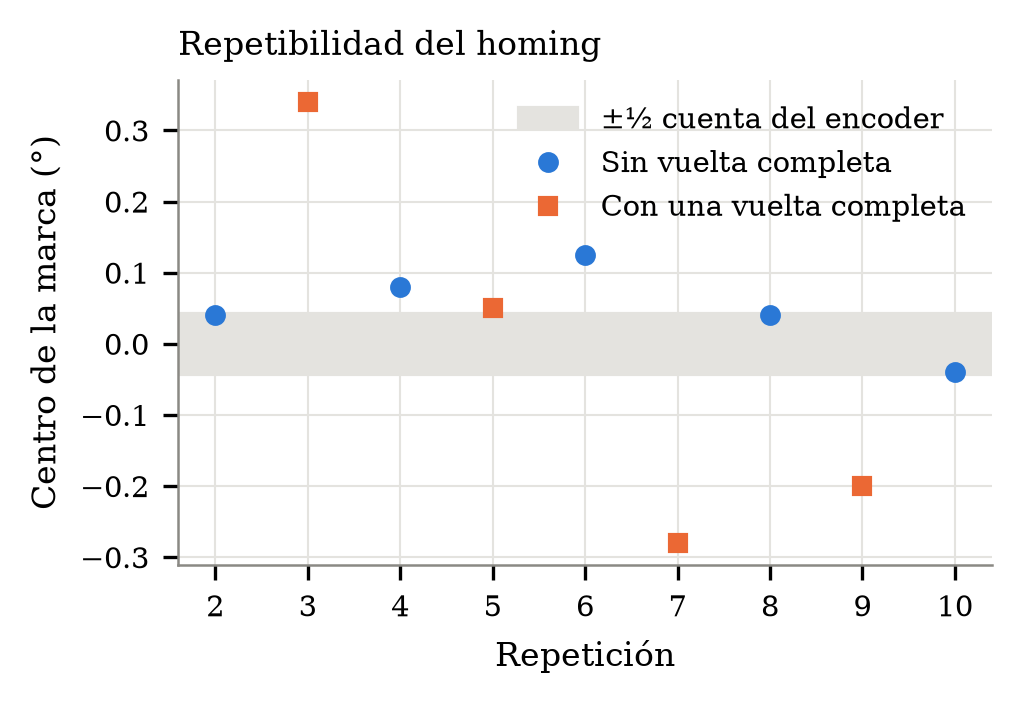 Repetibilidad del homing
Centro de la marca (°)
0.3
0.2
0.1
0.0
−0.1
−0.2
−0.3
±½ cuenta del encoder
Sin vuelta completa
Con una vuelta completa
2 3 4 5 6 7 8 9 10
Repetición